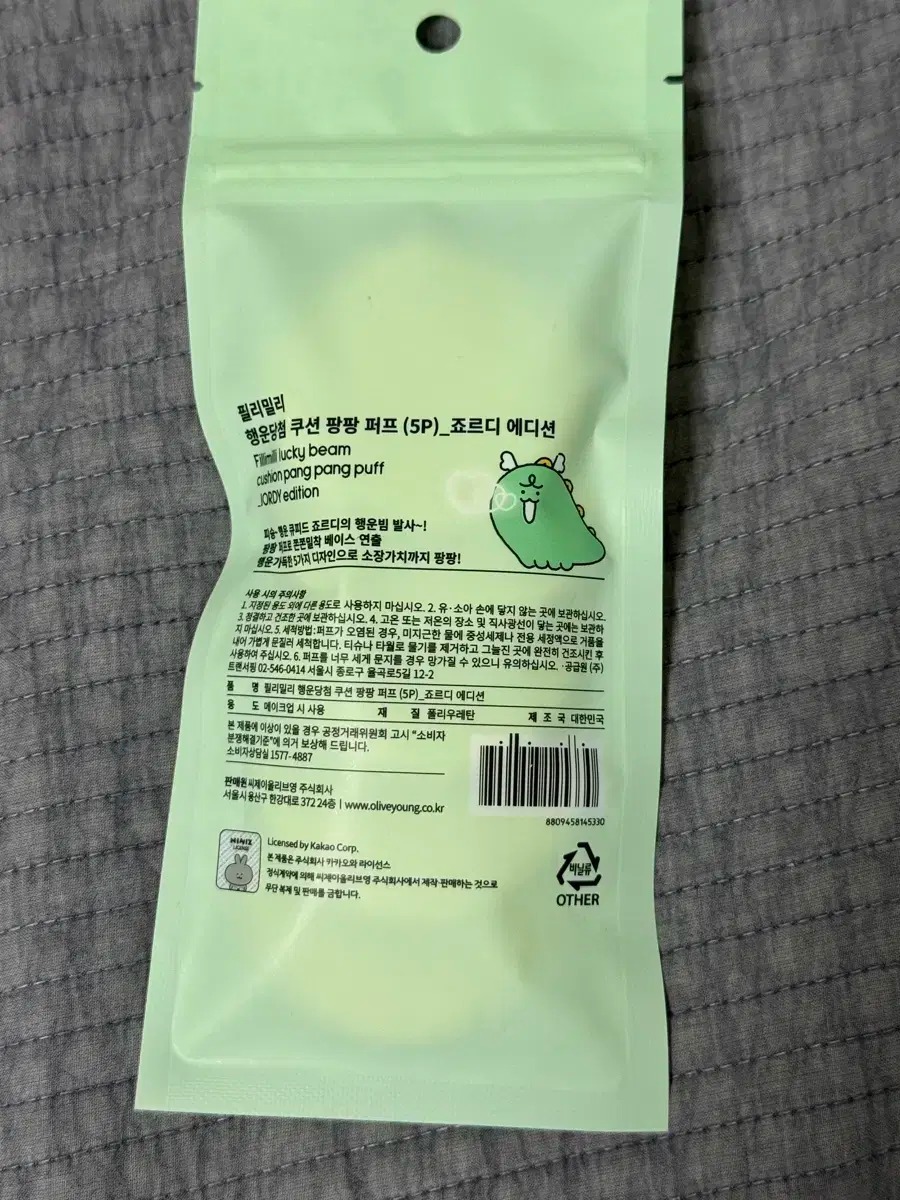 필리밀리
행운당첨 쿠션 팡팡 퍼프 (5P)_죠르디 에디션
Fillimilli lucky beam
cushion pang pang puff
_JORDY edition
피슝~행운 큐피드 죠르디의 행운빔 발사~!
팡팡 퍼프로 쫀쫀밀착 베이스 연출
행운가득한 5가지 디자인으로 소장가치까지 팡팡!
사용 시의 주의사항
1. 지정된 용도 외에 다른 용도로 사용하지 마십시오. 2. 유·소아 손에 닿지 않는 곳에 보관하십시오.
3. 청결하고 건조한 곳에 보관하십시오. 4. 고온 또는 저온의 장소 및 직사광선이 닿는 곳에는 보관하
지 마십시오. 5. 세척방법:퍼프가 오염된 경우, 미지근한 물에 중성세제나 전용 세정액으로 거품을
내어 가볍게 문질러 세척합니다. 티슈나 타월로 물기를 제거하고 그늘진 곳에 완전히 건조시킨 후
사용하여 주십시오. 6. 퍼프를 너무 세게 문지를 경우 망가질 수 있으니 유의하십시오. ·공급원 (주)
트랜서핑 02-546-0414 서울시 종로구 율곡로5길 12-2
품 명 필리밀리 행운당첨 쿠션 팡팡 퍼프 (5P)_죠르디 에디션
용 도 메이크업 시 사용 재 질 폴리우레탄 제 조 국 대한민국
본 제품에 이상이 있을 경우 공정거래위원회 고시 "소비자
분쟁해결기준"에 의거 보상해 드립니다.
소비자상담실 1577-4887
판매원 씨제이올리브영 주식회사
서울시 용산구 한강대로 372 24층 | www.oliveyoung.co.kr
8809458145330
NINIZ
LICENSE
Licensed by Kakao Corp.
본 제품은 주식회사 카카오와 라이선스
정식계약에 의해 씨제이올리브영 주식회사에서 제작·판매하는 것으로
무단 복제 및 판매를 금합니다.
비닐류
OTHER